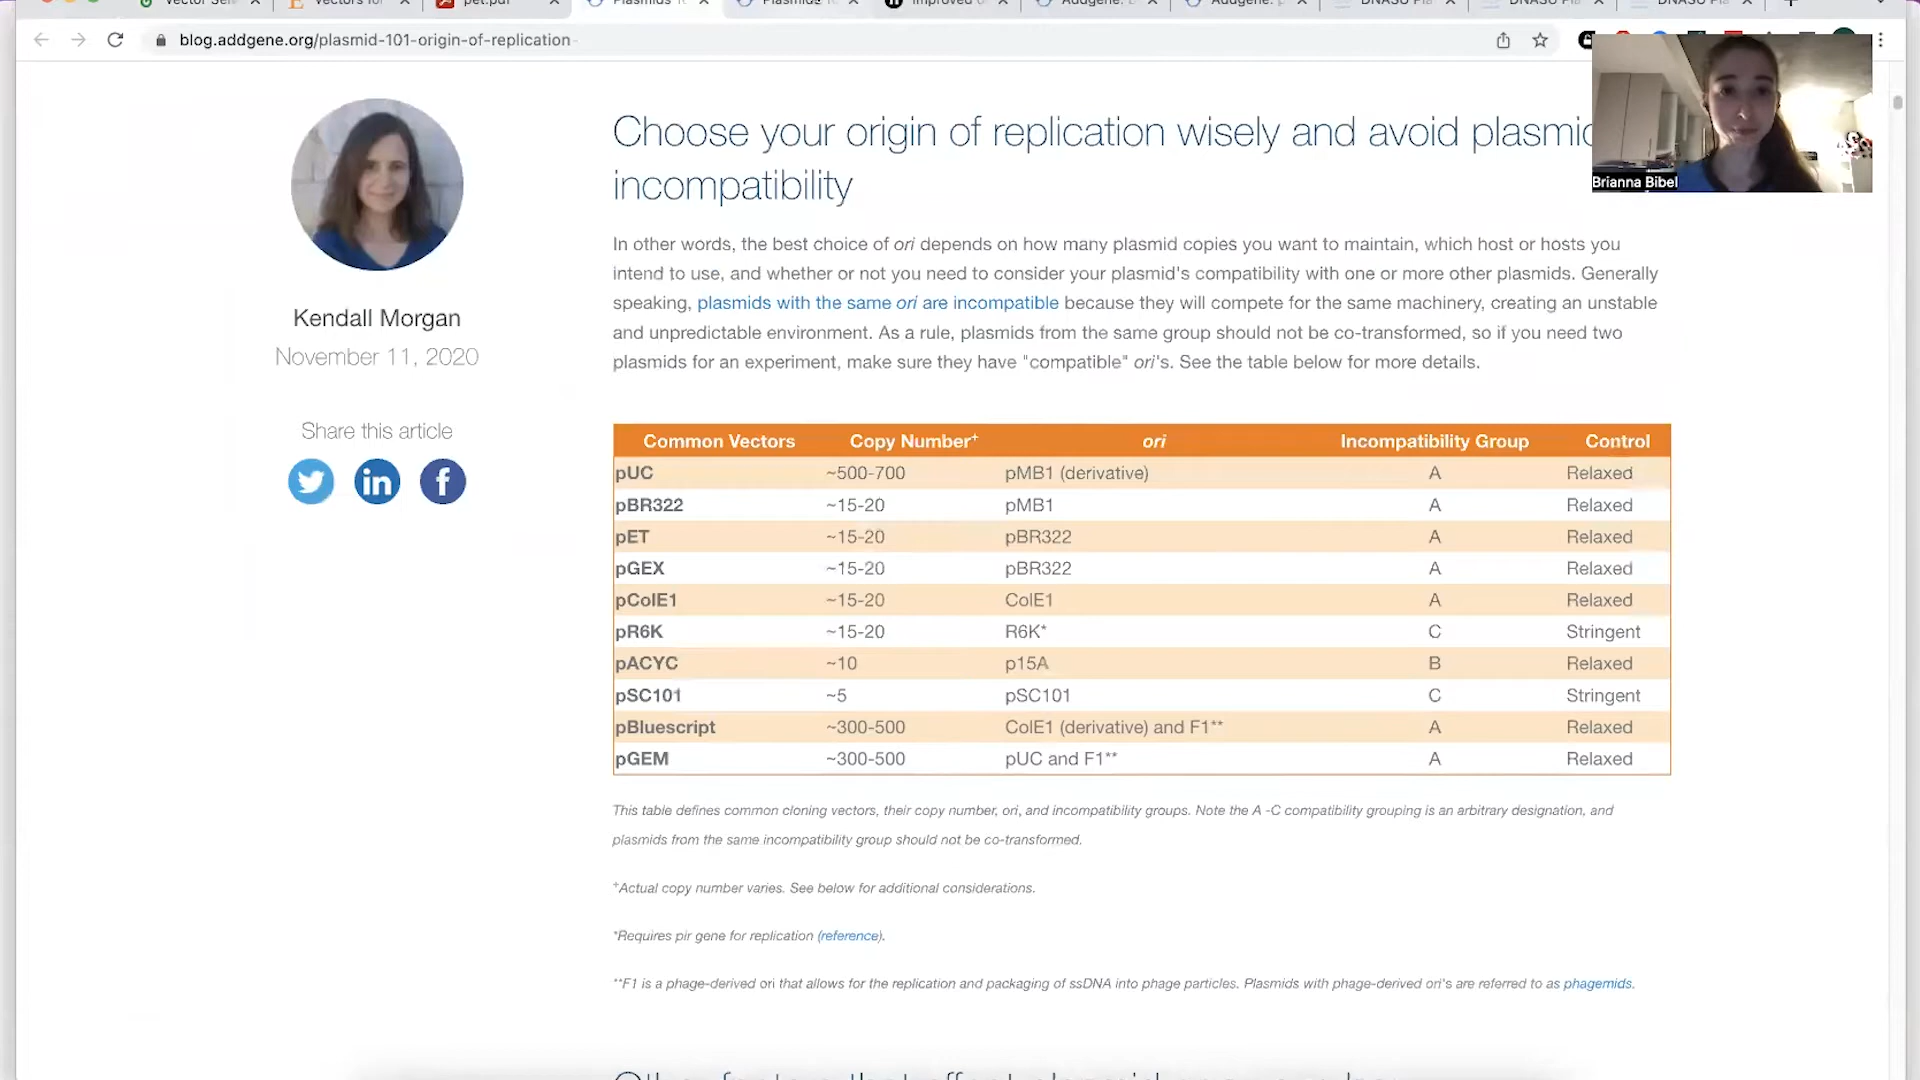 pet.pdf
blog.addgene.org/plasmid-101-origin-of-replication
Brianna Bibel
Kendall Morgan
November 11, 2020
Share this article
Choose your origin of replication wisely and avoid
incompatibility
In other words, the best choice of ori depends on how many plasmid copies you want to maintain, which host or hosts you
intend to use, and whether or not you need to consider your plasmid's compatibility with one or more other plasmids. Generally
speaking, plasmids with the same ori are incompatible because they will compete for the same machinery, creating an unstable
and unpredictable environment. As a rule, plasmids from the same group should not be co-transformed, so if you need two
plasmids for an experiment, make sure they have "compatible" ori's. See the table below for more details.
Common Vectors Copy Number+ ori Incompatibility Group Control
pUC ~500-700 pMB1 (derivative) A Relaxed
pBR322 ~15-20 pMB1 A Relaxed
pET ~15-20 pBR322 A Relaxed
pGEX ~15-20 pBR322 A Relaxed
pColE1 ~15-20 ColE1 A Relaxed
pR6K ~15-20 R6K* C Stringent
pACYC ~10 p15A B Relaxed
pSC101 ~5 pSC101 C Stringent
pBluescript ~300-500 ColE1 (derivative) and F1** A Relaxed
pGEM ~300-500 pUC and F1** A Relaxed
This table defines common cloning vectors, their copy number, ori, and incompatibility groups. Note the A -C compatibility grouping is an arbitrary designation, and
plasmids from the same incompatibility group should not be co-transformed.
+Actual copy number varies. See below for additional considerations.
*Requires pir gene for replication (reference).
**F1 is a phage-derived ori that allows for the replication and packaging of ssDNA into phage particles. Plasmids with phage-derived ori's are referred to as phagemids.